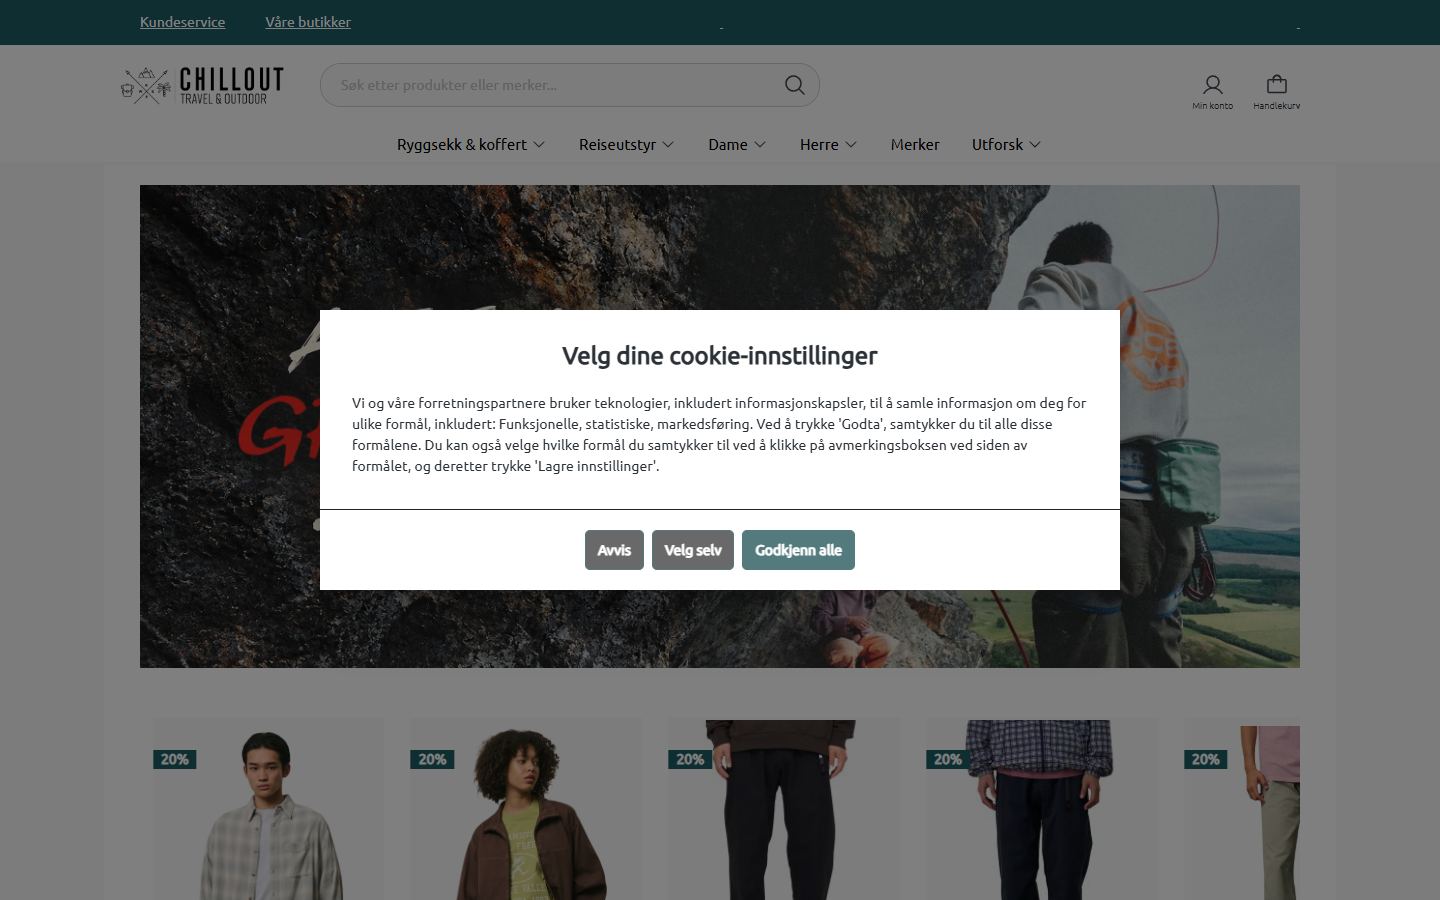 Kundeservice
Våre butikker
CHILLOUT
TRAVEL & OUTDOOR
Søk etter produkter eller merker...
Min konto
Handlekurv
Ryggsekk & koffert
Reiseutstyr
Dame
Herre
Merker
Utforsk
Velg dine cookie-innstillinger
Vi og våre forretningspartnere bruker teknologier, inkludert informasjonskapsler, til å samle informasjon om deg for
ulike formål, inkludert: Funksjonelle, statistiske, markedsføring. Ved å trykke 'Godta', samtykker du til alle disse
formålene. Du kan også velge hvilke formål du samtykker til ved å klikke på avmerkingsboksen ved siden av
formålet, og deretter trykke 'Lagre innstillinger'.
Avvis
Velg selv
Godkjenn alle
20%
20%
20%
20%
20%